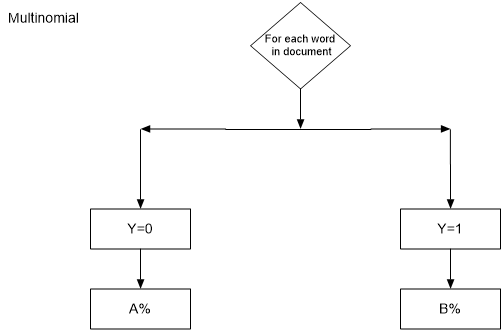 Multinomial
For each word
in document
Y=0
Y=1
A%
B%